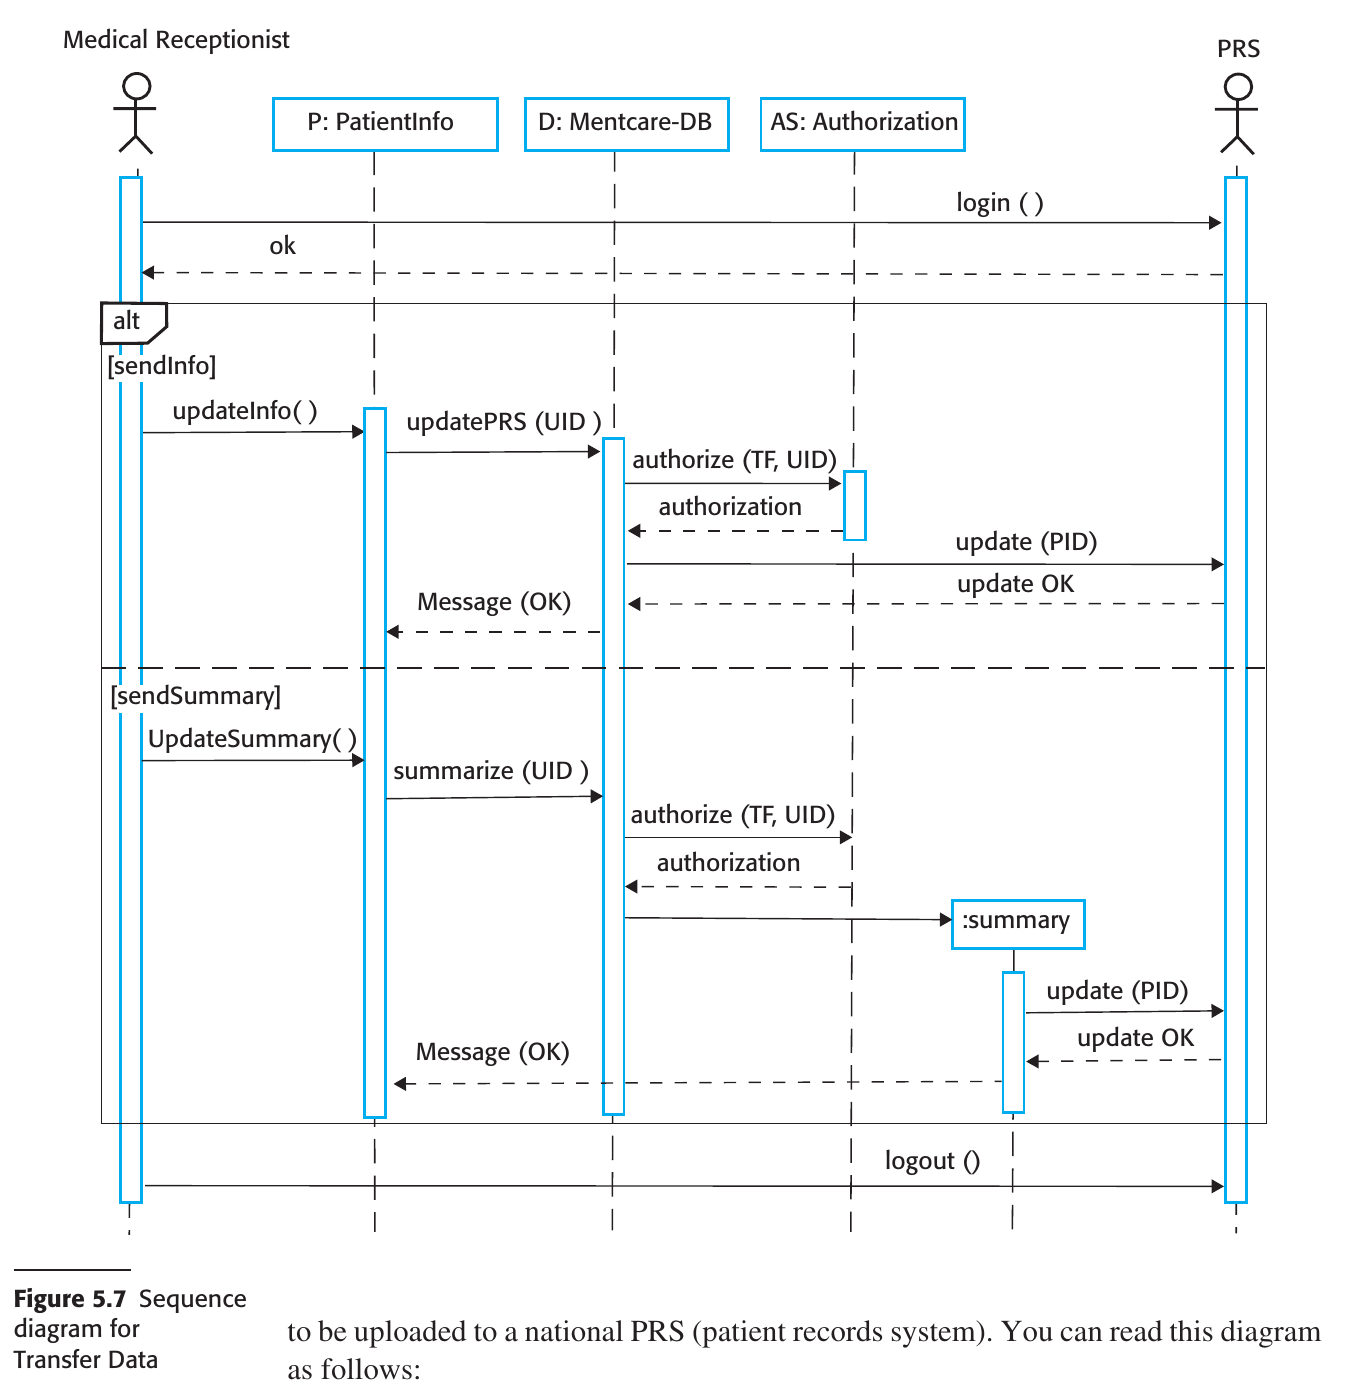 Medical Receptionist
PRS
P: PatientInfo
D: Mentcare-DB
AS: Authorization
login ( )
ok
alt
[sendInfo]
updateInfo( )
updatePRS (UID )
authorize (TF, UID)
authorization
update (PID)
update OK
Message (OK)
[sendSummary]
UpdateSummary( )
summarize (UID )
authorize (TF, UID)
authorization
:summary
update (PID)
update OK
Message (OK)
logout ()
Figure 5.7 Sequence
diagram for
Transfer Data
to be uploaded to a national PRS (patient records system). You can read this diagram
as follows: